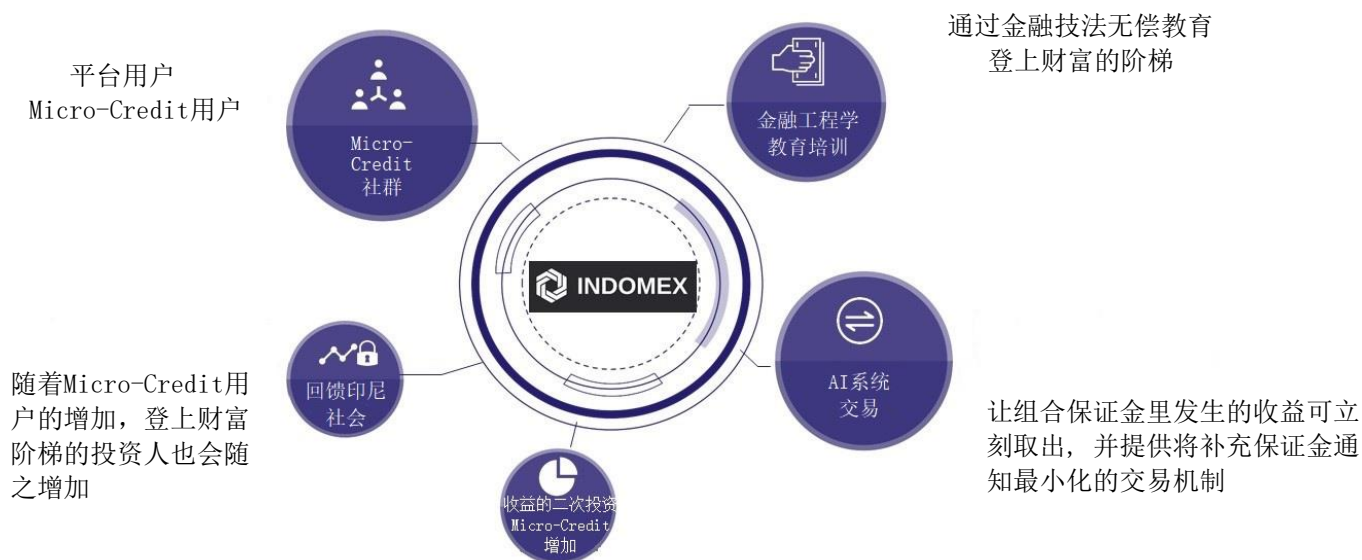 平台用户
Micro-Credit用户
Micro-
Credit
社群
金融工程学
教育培训
通过金融技法无偿教育
登上财富的阶梯
INDOMEX
回馈印尼
社会
随着Micro-Credit用
户的增加，登上财富
阶梯的投资人也会随
之增加
AI系统
交易
让组合保证金里发生的收益可立
刻取出, 并提供将补充保证金通
知最小化的交易机制
收益的二次投资
Micro-Credit
增加